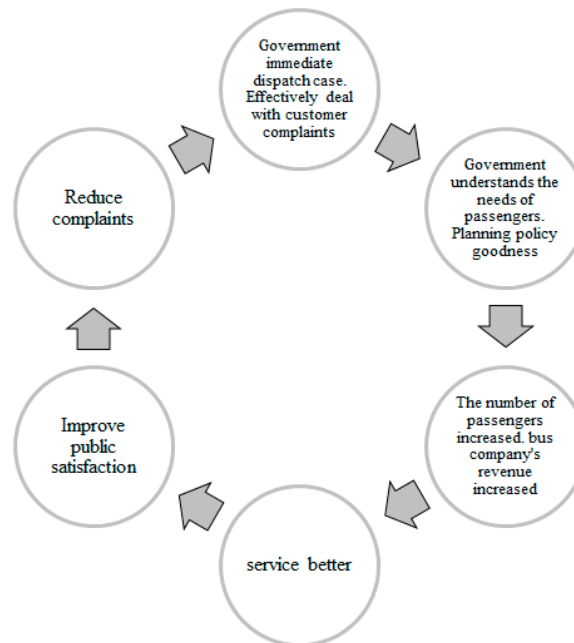 Government
immediate
dispatch case.
Effectively deal
with customer
complaints
Government
understands the
needs of
passengers.
Planning policy
goodness
The number of
passengers
increased. bus
company's
revenue
increased
service better
Improve
public
satisfaction
Reduce
complaints